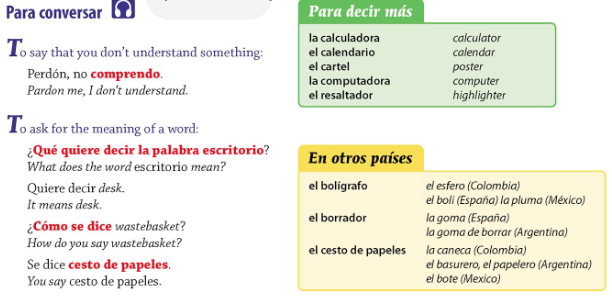 Para conversar
To say that you don't understand something:
Perdón, no comprendo.
Pardon me, I don't understand.
To ask for the meaning of a word:
¿Qué quiere decir la palabra escritorio?
What does the word escritorio mean?
Quiere decir desk.
It means desk.
¿Cómo se dice wastebasket?
How do you say wastebasket?
Se dice cesto de papeles.
You say cesto de papeles.
Para decir más
la calculadora calculator
el calendario calendar
el cartel poster
la computadora computer
el resaltador highlighter
En otros países
el bolígrafo el esfero (Colombia)
el boli (España) la pluma (México)
el borrador la goma (España)
la goma de borrar (Argentina)
el cesto de papeles la caneca (Colombia)
el basurero, el papelero (Argentina)
el bote (Mexico)